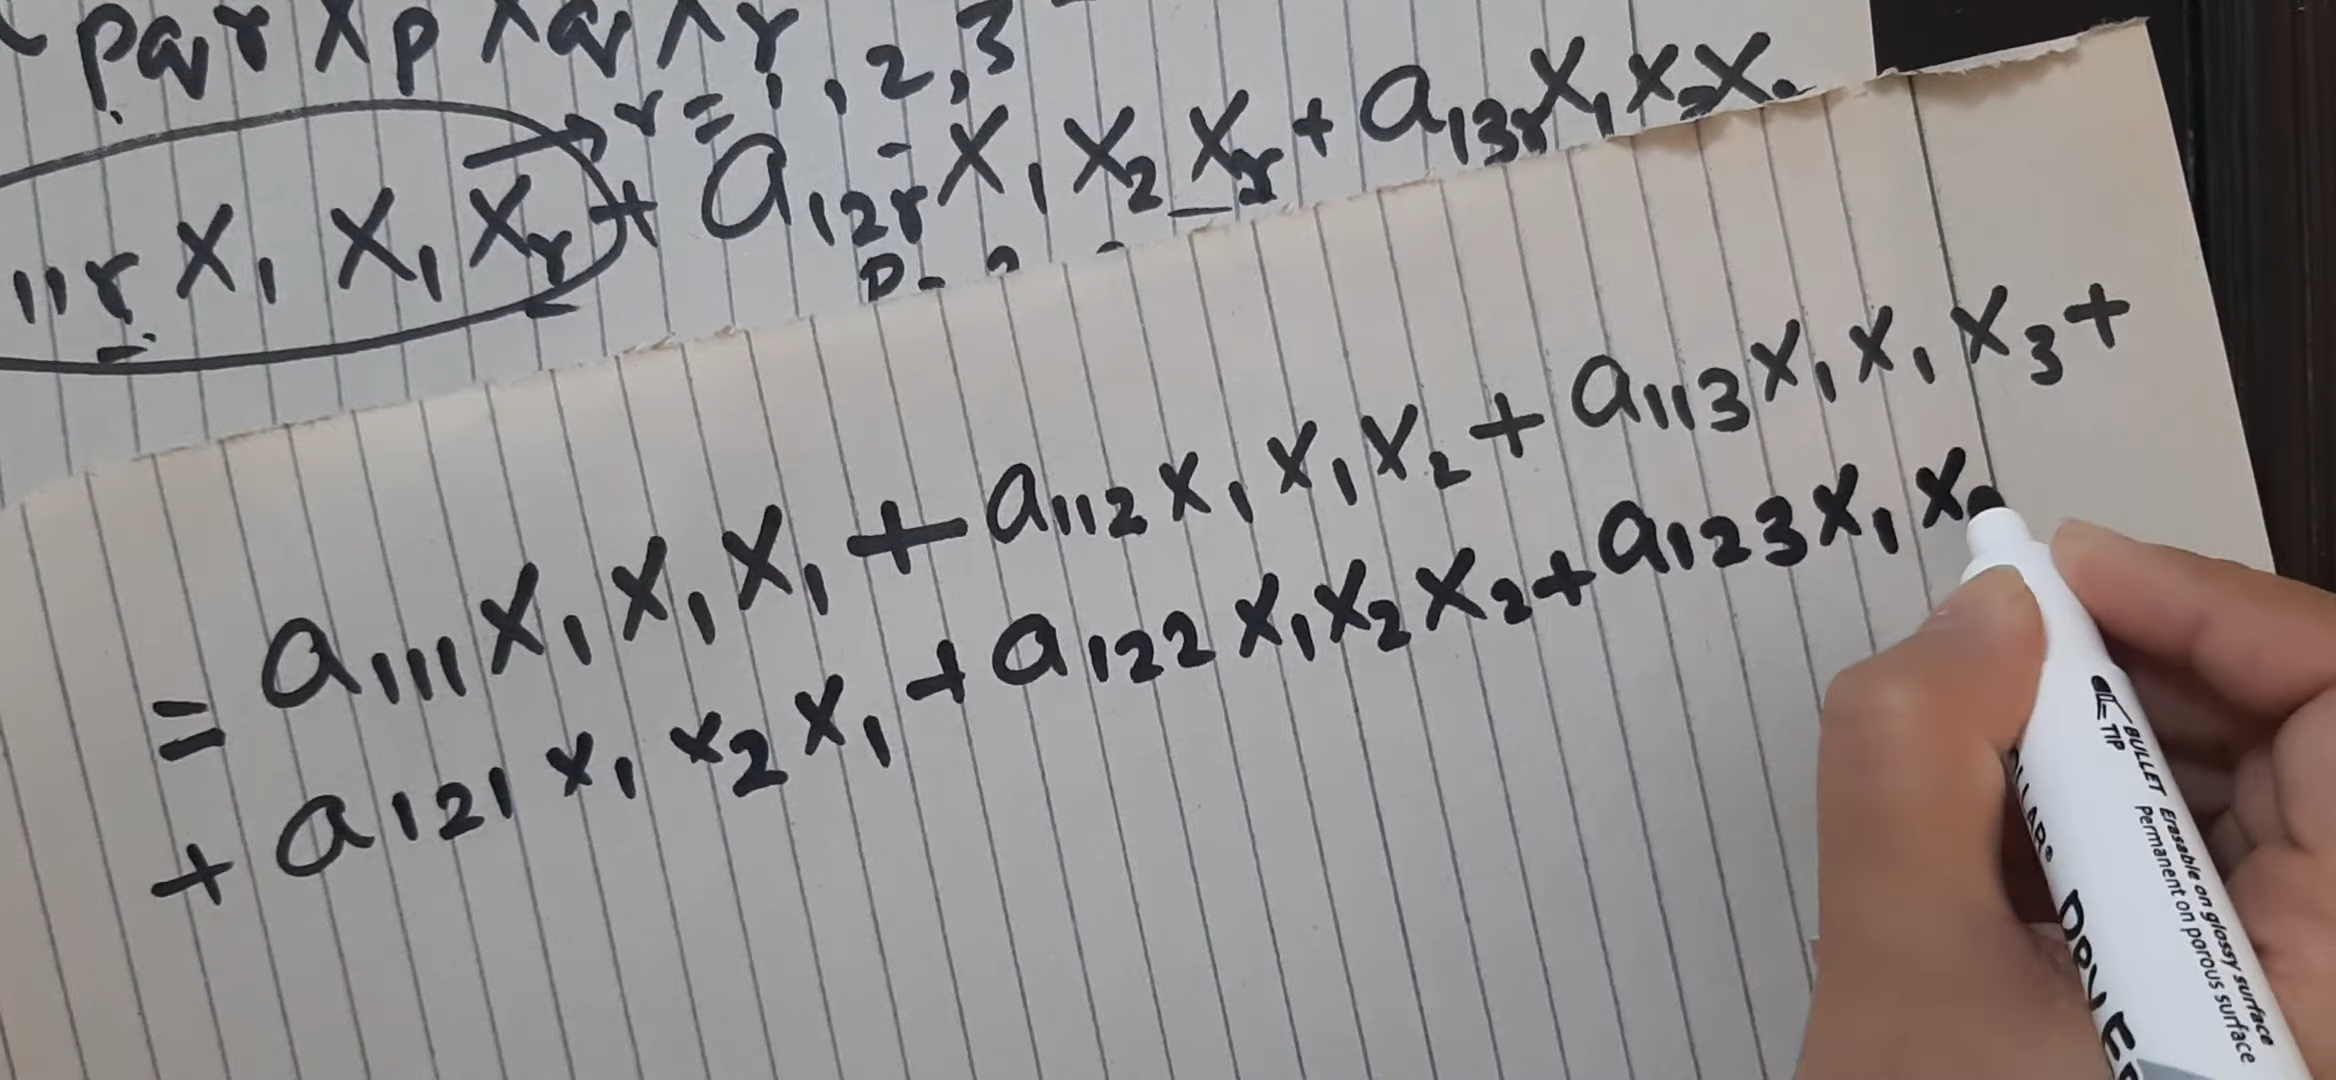 pqr Xp Xq Xr
r=1,2,3
11r X1 X1 Xr + a12r X1 X2 Xr + a13r X1 X3 X
= a111 X1 X1 X1 + a112 X1 X1 X2 + a113 X1 X1 X3 +
+ a121 X1 X2 X1 + a122 X1 X2 X2 + a123 X1 X
BULLET TIP
Erasable on glossy surface
Permanent on porous surface